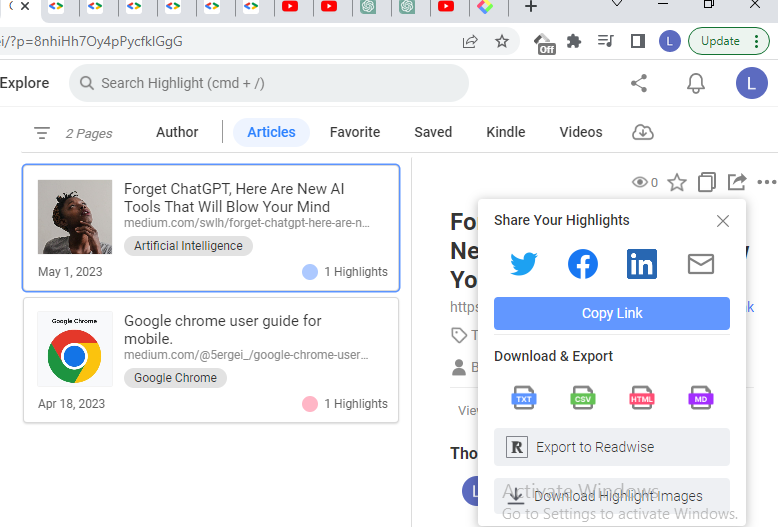 ei/?p=8nhiHh7Oy4pPycfklGgG
Off
L
Update
Explore
Search Highlight (cmd + /)
L
2 Pages
Author
Articles
Favorite
Saved
Kindle
Videos
Forget ChatGPT, Here Are New AI
Tools That Will Blow Your Mind
medium.com/swlh/forget-chatgpt-here-are-n...
Artificial Intelligence
May 1, 2023
1 Highlights
Google Chrome
Google chrome user guide for
mobile.
medium.com/@5ergei_/google-chrome-user...
Google Chrome
Apr 18, 2023
1 Highlights
0
Fo
Ne
w
Yo
https
nk
T
B
Vie
Tho
L
Share Your Highlights
Copy Link
Download & Export
TXT
CSV
HTML
MD
R
Export to Readwise
Download Highlight Images
Activate Windows
Go to Settings to activate Windows.